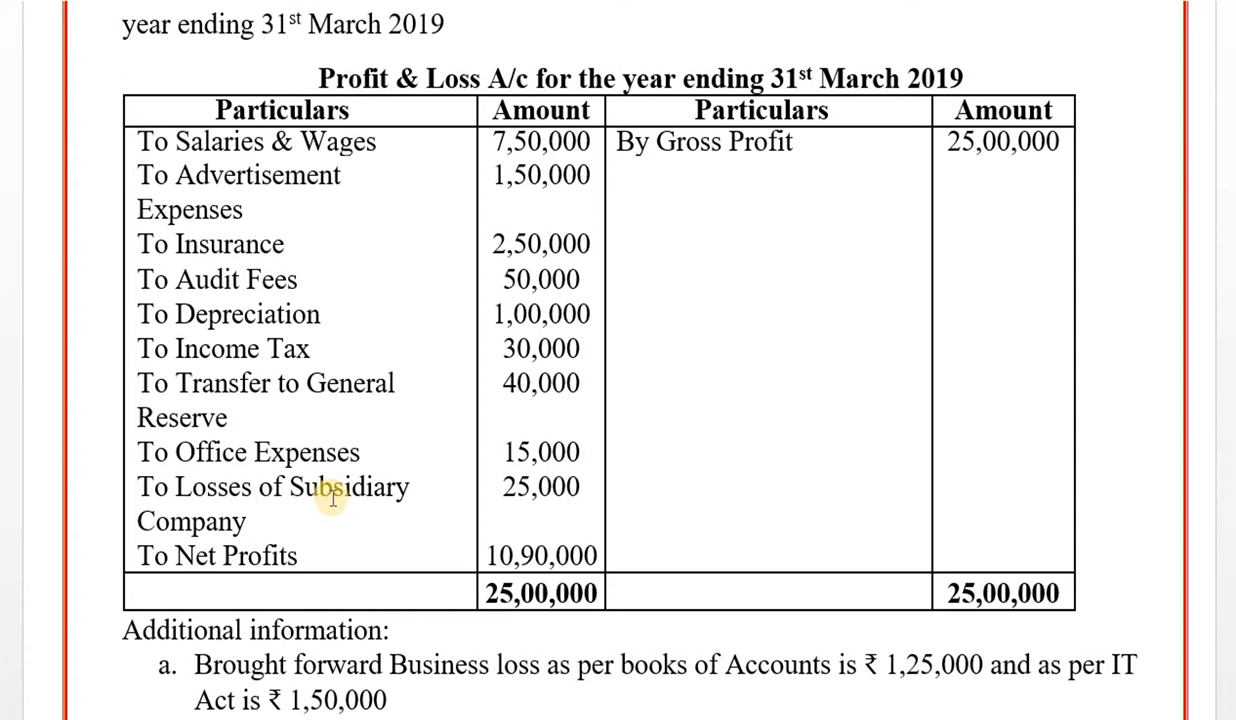 year ending 31st March 2019
Profit & Loss A/c for the year ending 31st March 2019
Particulars Amount Particulars Amount
To Salaries & Wages 7,50,000 By Gross Profit 25,00,000
To Advertisement 1,50,000
Expenses
To Insurance 2,50,000
To Audit Fees 50,000
To Depreciation 1,00,000
To Income Tax 30,000
To Transfer to General 40,000
Reserve
To Office Expenses 15,000
To Losses of Subsidiary 25,000
Company
To Net Profits 10,90,000
25,00,000 25,00,000
Additional information:
a. Brought forward Business loss as per books of Accounts is ₹ 1,25,000 and as per IT
Act is ₹ 1,50,000